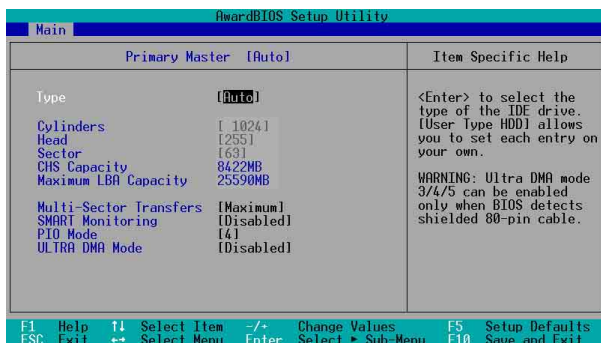 AwardBIOS Setup Utility
Main
Primary Master [Auto]
Item Specific Help
Type [Auto]
Cylinders [ 1024]
Head [255]
Sector [63]
CHS Capacity 8422MB
Maximum LBA Capacity 25590MB
Multi-Sector Transfers [Maximum]
SMART Monitoring [Disabled]
PIO Mode [4]
ULTRA DMA Mode [Disabled]
<Enter> to select the
type of the IDE drive.
[User Type HDD] allows
you to set each entry on
your own.
WARNING: Ultra DMA mode
3/4/5 can be enabled
only when BIOS detects
shielded 80-pin cable.
F1 Help ↑↓ Select Item -/+ Change Values F5 Setup Defaults
ESC Exit ↔ Select Menu Enter Select ► Sub-Menu F10 Save and Exit